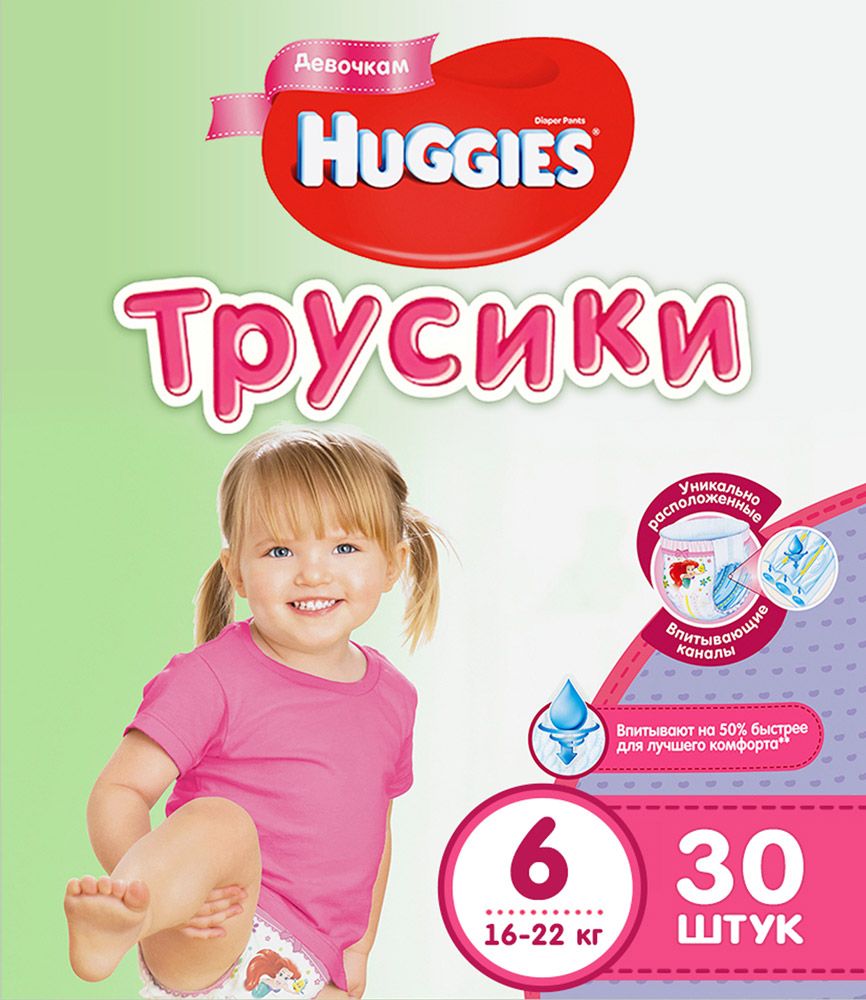 Девочкам
Diaper Pants
HUGGIES®
Трусики
Уникально
расположенные
Впитывающие
каналы
Впитывают на 50% быстрее
для лучшего комфорта**
6
16-22 кг
30
ШТУК